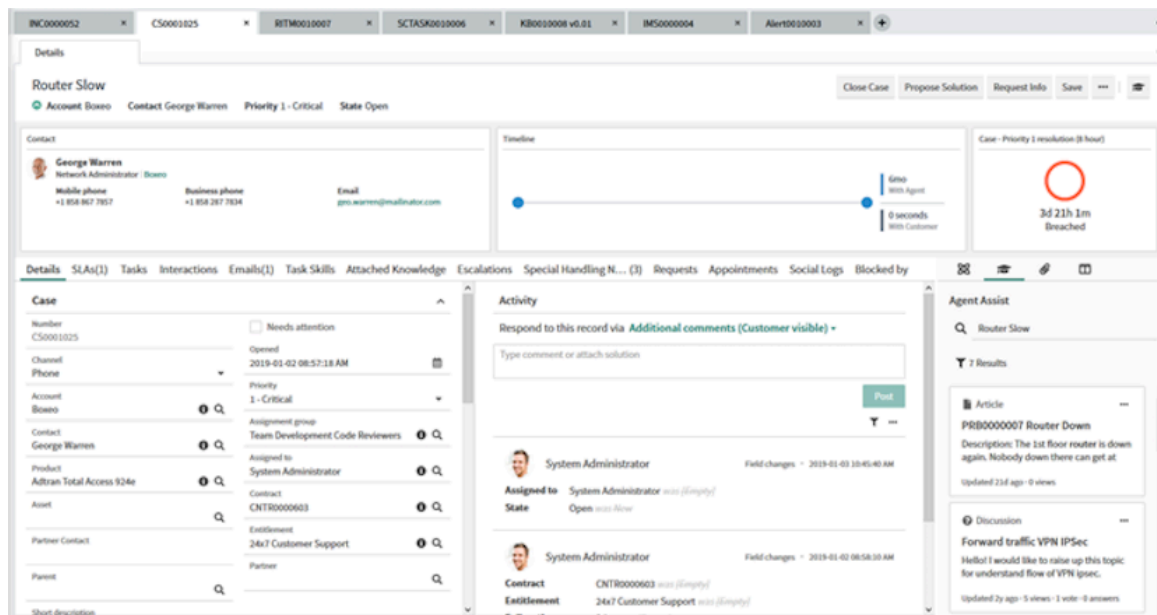 INC0000052 × CS0001025 × RITM0010007 × SCTASK0010006 × KB0010008 v0.01 × IMS0000004 × Alert0010003 × +
Details
Router Slow
Close Case Propose Solution Request Info Save
Account Boxeo Contact George Warren Priority 1 - Critical State Open
Contact
George Warren
Network Administrator | Boxeo
Mobile phone Business phone Email
+1 858 867 7857 +1 858 287 7834 geo.warren@mailinator.com
Timeline
6mo
With Agent
0 seconds
With Customer
Case - Priority 1 resolution (8 hour)
3d 21h 1m
Breached
Details SLAs(1) Tasks Interactions Emails(1) Task Skills Attached Knowledge Escalations Special Handling N... (3) Requests Appointments Social Logs Blocked by
Case
Number
CS0001025
Channel
Phone
Account
Boxeo
Contact
George Warren
Product
Adtran Total Access 924e
Asset
Partner Contact
Parent
Short description
Needs attention
Opened
2019-01-02 08:57:18 AM
Priority
1 - Critical
Assignment group
Team Development Code Reviewers
Assigned to
System Administrator
Contract
CNTR0000603
Entitlement
24x7 Customer Support
Partner
Activity
Respond to this record via Additional comments (Customer visible)
Type comment or attach solution
Post
System Administrator Field changes • 2019-01-03 10:45:40 AM
Assigned to System Administrator was [Empty]
State Open was New
System Administrator Field changes • 2019-01-02 08:58:10 AM
Contract CNTR0000603 was [Empty]
Entitlement 24x7 Customer Support was [Empty]
Agent Assist
Router Slow
7 Results
Article
PRB0000007 Router Down
Description: The 1st floor router is down
again. Nobody down there can get at
Updated 21d ago · 0 views
Discussion
Forward traffic VPN IPSec
Hello! I would like to raise up this topic
for understand flow of VPN ipsec.
Updated 2y ago · 5 views · 1 vote · 0 answers